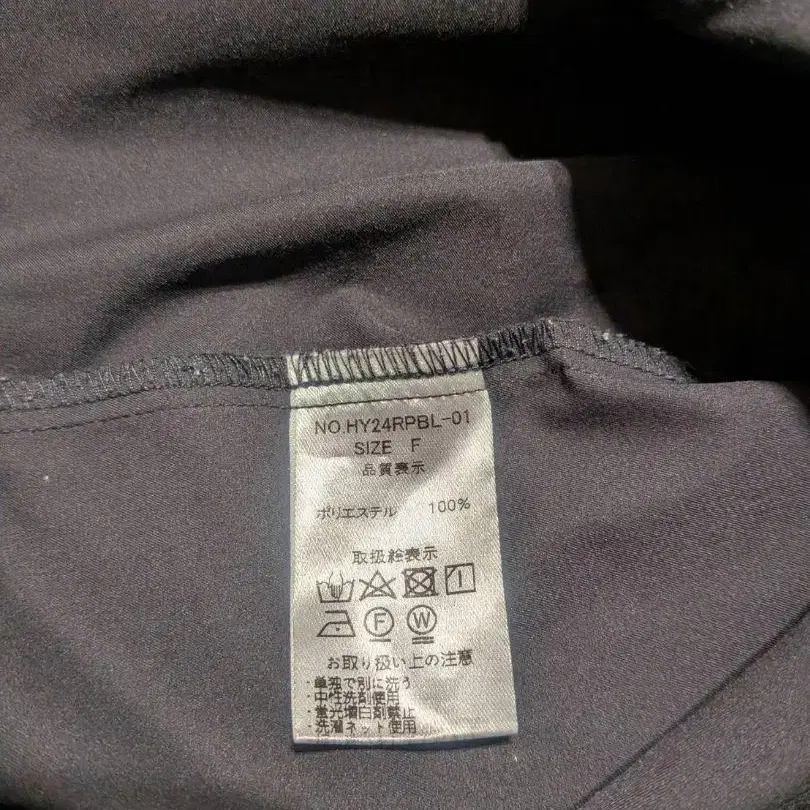 NO.HY24RPBL-01
SIZE F
品質表示
ポリエステル 100%
取扱絵表示
F W
お取り扱い上の注意
・単独で別に洗う
・中性洗剤使用
・蛍光増白剤禁止
・洗濯ネット使用